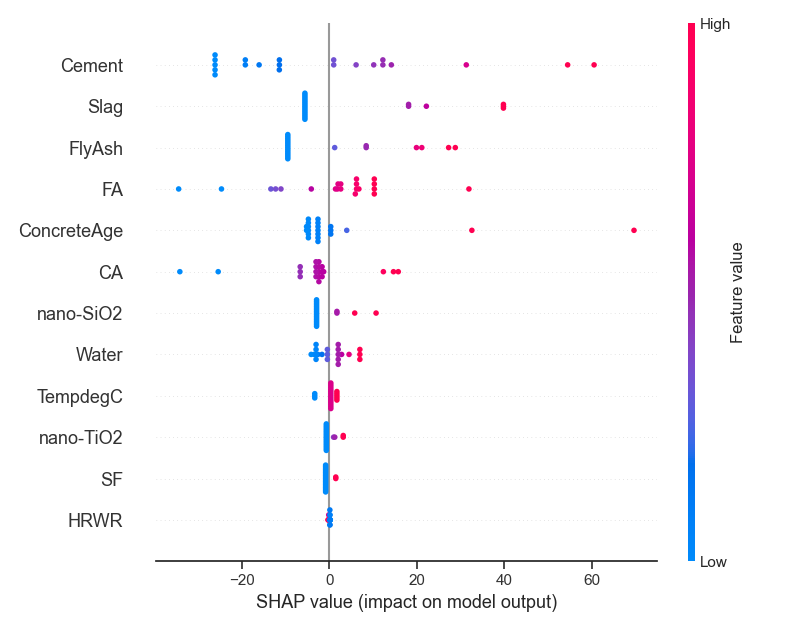 High
Cement
Slag
FlyAsh
FA
ConcreteAge
CA
nano-SiO2
Water
TempdegC
nano-TiO2
SF
HRWR
Feature value
Low
−20 0 20 40 60
SHAP value (impact on model output)